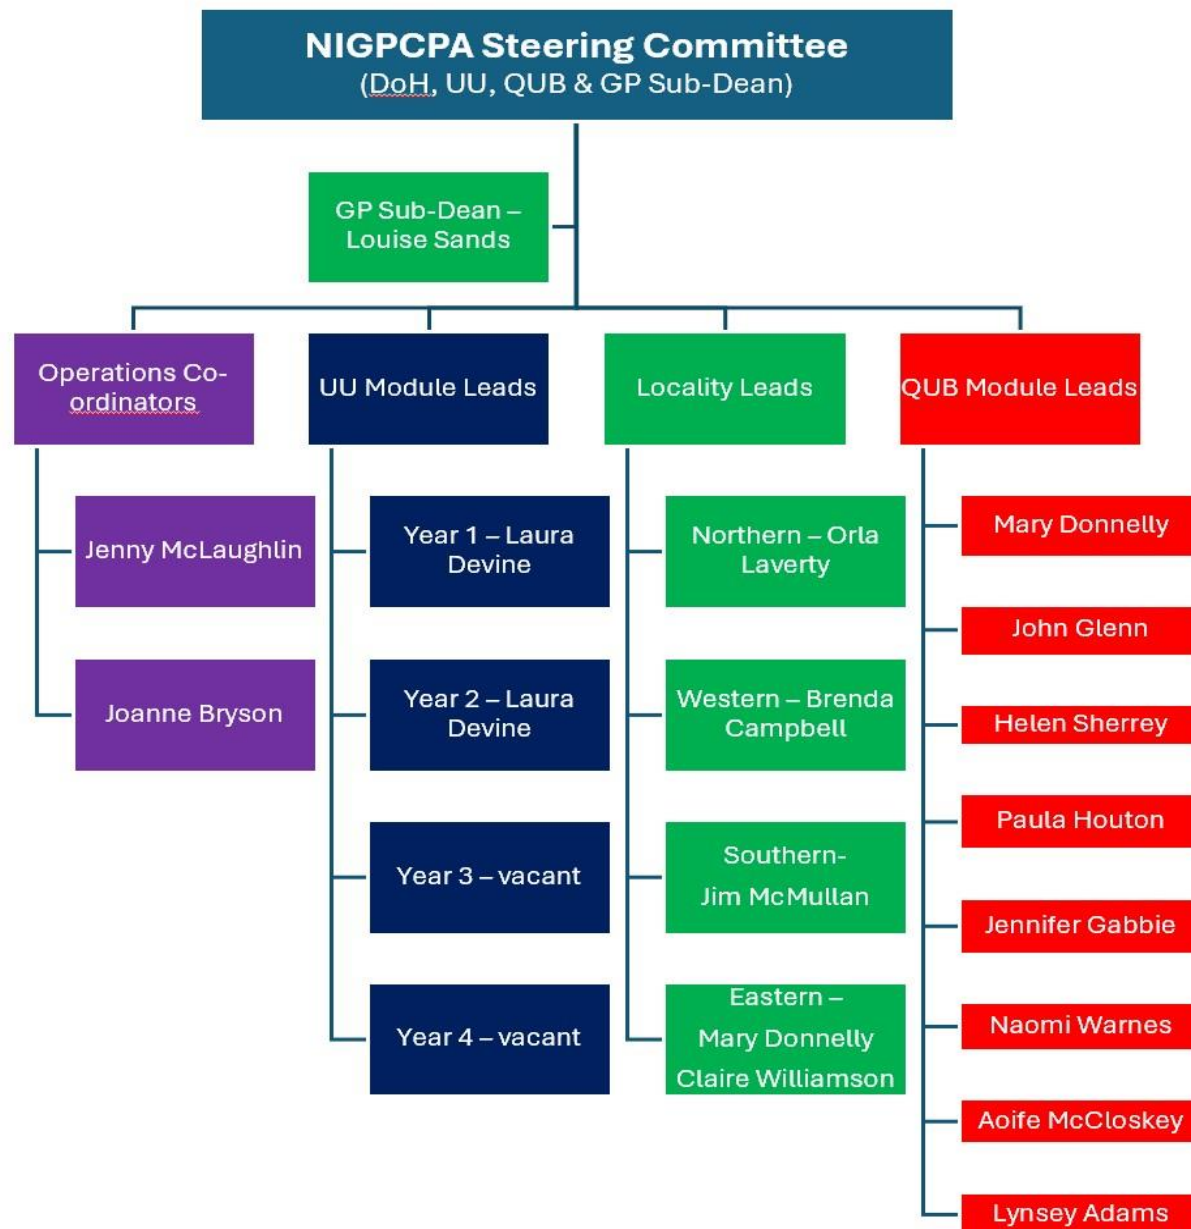 NIGPCPA Steering Committee
(DoH, UU, QUB & GP Sub-Dean)
GP Sub-Dean –
Louise Sands
Operations Co-
ordinators
Jenny McLaughlin
Joanne Bryson
UU Module Leads
Year 1 – Laura
Devine
Year 2 – Laura
Devine
Year 3 – vacant
Year 4 – vacant
Locality Leads
Northern – Orla
Laverty
Western – Brenda
Campbell
Southern-
Jim McMullan
Eastern –
Mary Donnelly
Claire Williamson
QUB Module Leads
Mary Donnelly
John Glenn
Helen Sherrey
Paula Houton
Jennifer Gabbie
Naomi Warnes
Aoife McCloskey
Lynsey Adams